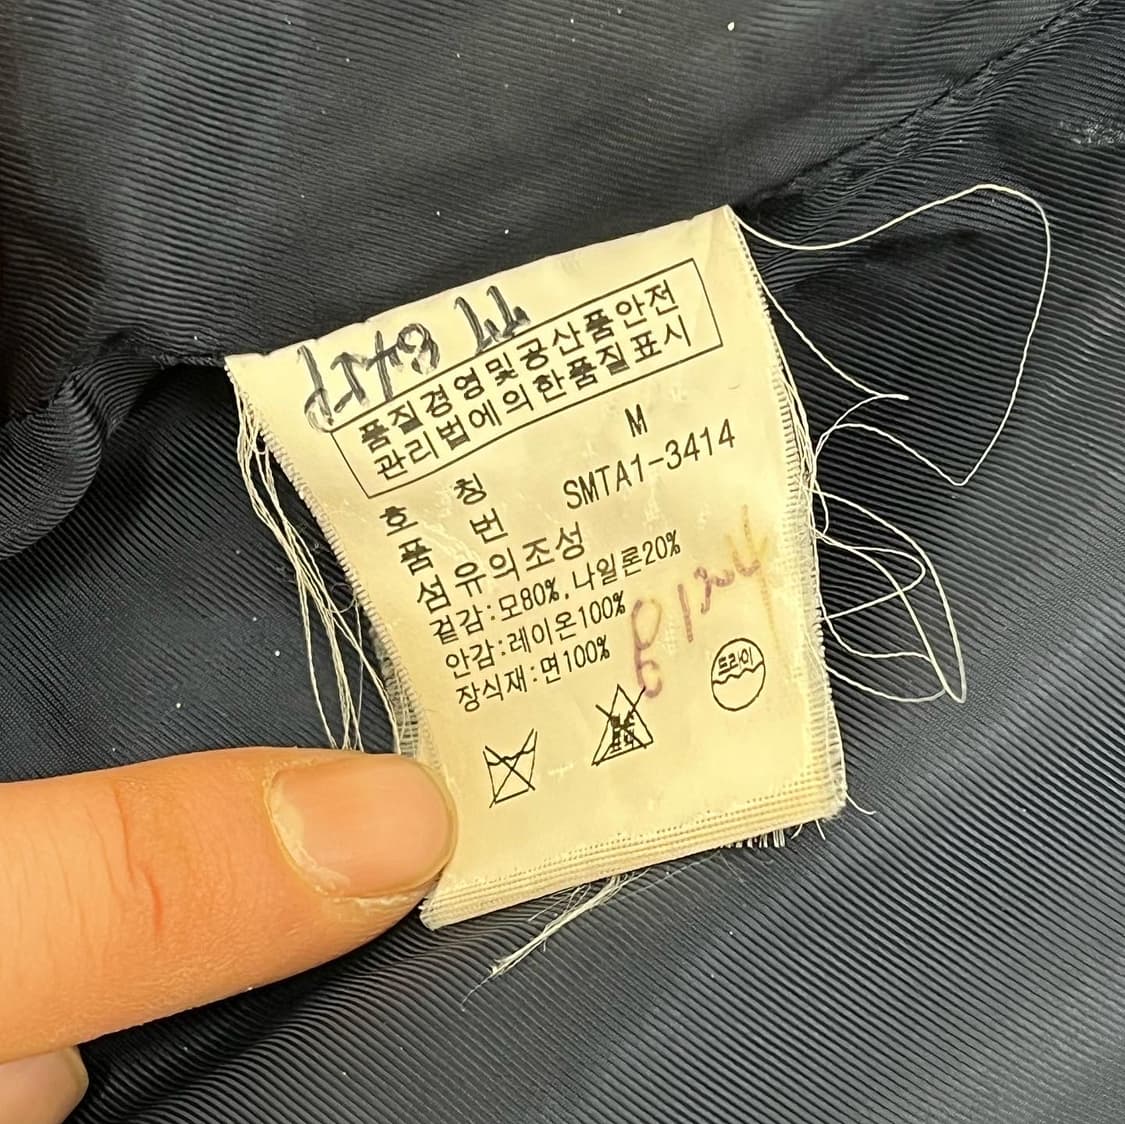 품질경영및공산품안전
관리법에의한품질표시
호 칭 M
품 번 SMTA1-3414
섬유의조성
겉감:모80%,나일론20%
안감:레이온100%
장식재:면100%
드라이